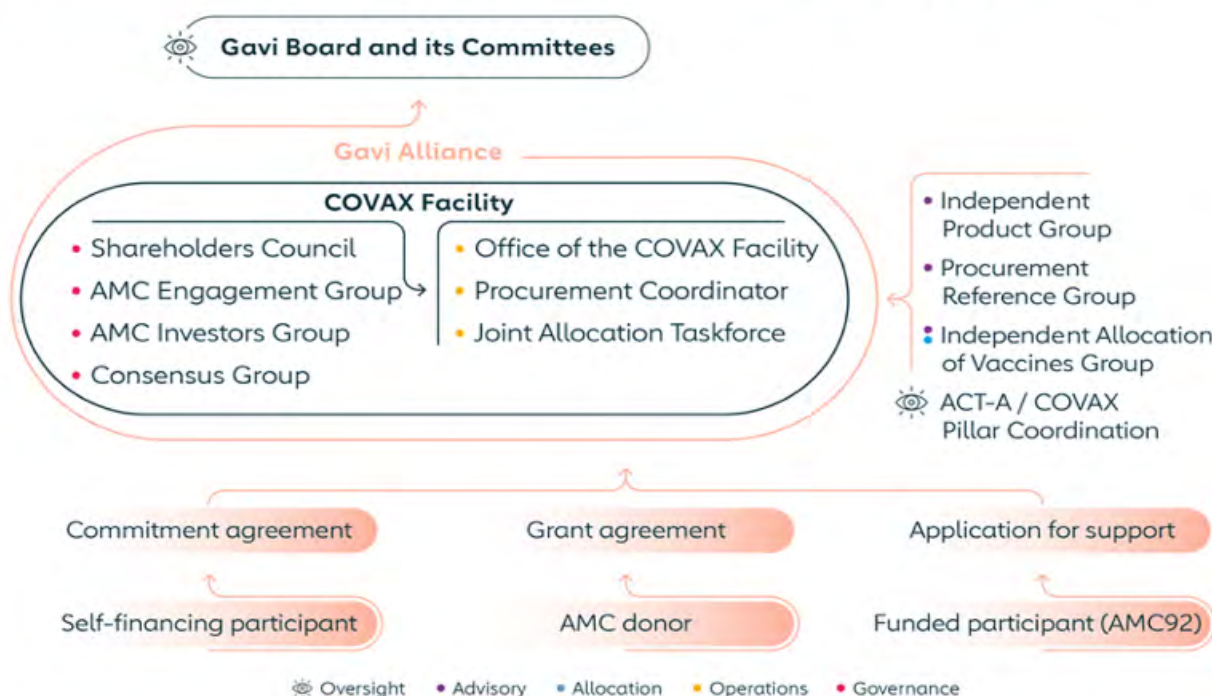 Gavi Board and its Committees
Gavi Alliance
COVAX Facility
Shareholders Council
AMC Engagement Group
AMC Investors Group
Consensus Group
Office of the COVAX Facility
Procurement Coordinator
Joint Allocation Taskforce
Independent
Product Group
Procurement
Reference Group
Independent Allocation
of Vaccines Group
ACT-A / COVAX
Pillar Coordination
Commitment agreement
Grant agreement
Application for support
Self-financing participant
AMC donor
Funded participant (AMC92)
Oversight • Advisory • Allocation • Operations • Governance